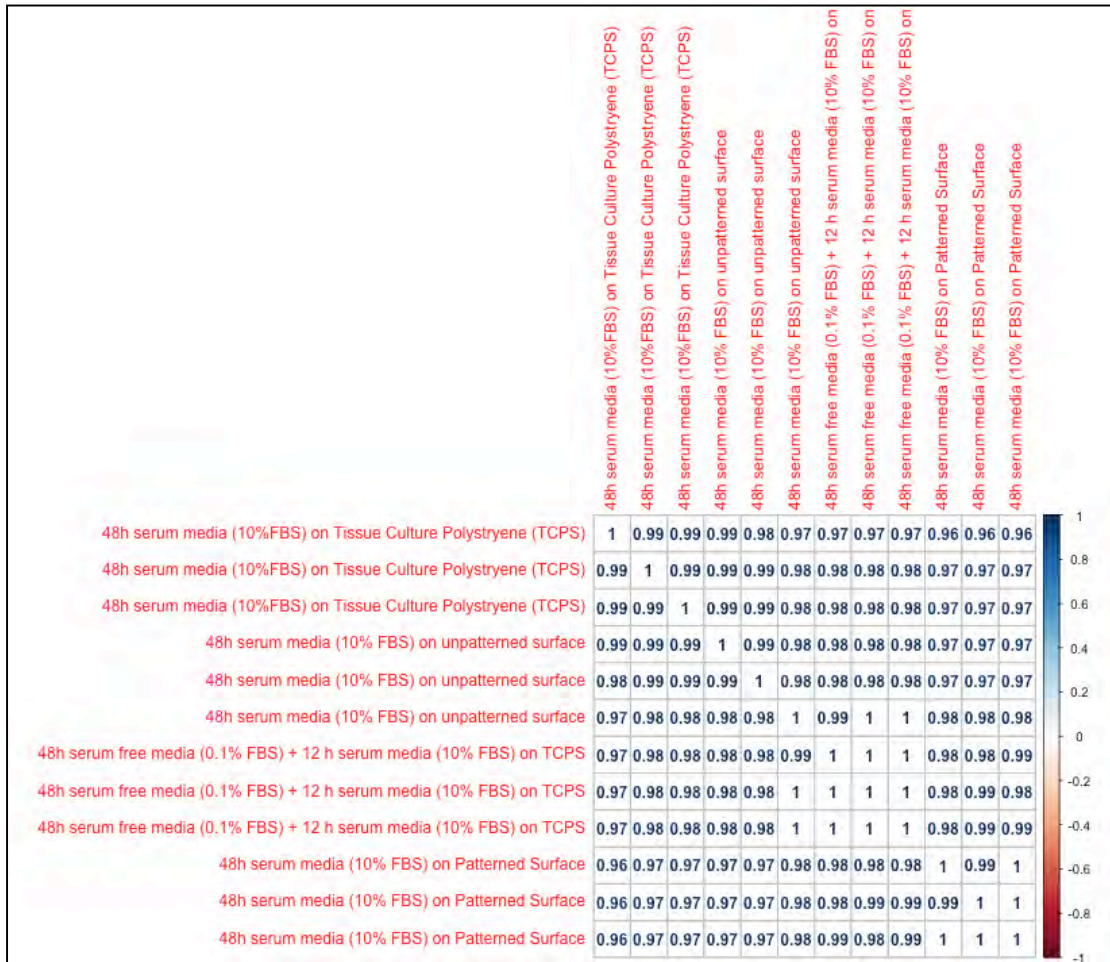 48h serum media (10%FBS) on Tissue Culture Polystryene (TCPS)
48h serum media (10%FBS) on Tissue Culture Polystryene (TCPS)
48h serum media (10%FBS) on Tissue Culture Polystryene (TCPS)
48h serum media (10% FBS) on unpatterned surface
48h serum media (10% FBS) on unpatterned surface
48h serum media (10% FBS) on unpatterned surface
48h serum free media (0.1% FBS) + 12 h serum media (10% FBS) on
48h serum free media (0.1% FBS) + 12 h serum media (10% FBS) on
48h serum free media (0.1% FBS) + 12 h serum media (10% FBS) on
48h serum media (10% FBS) on Patterned Surface
48h serum media (10% FBS) on Patterned Surface
48h serum media (10% FBS) on Patterned Surface
48h serum media (10%FBS) on Tissue Culture Polystryene (TCPS) 1 0.99 0.99 0.99 0.98 0.97 0.97 0.97 0.97 0.96 0.96 0.96
48h serum media (10%FBS) on Tissue Culture Polystryene (TCPS) 0.99 1 0.99 0.99 0.99 0.98 0.98 0.98 0.98 0.97 0.97 0.97
48h serum media (10%FBS) on Tissue Culture Polystryene (TCPS) 0.99 0.99 1 0.99 0.99 0.98 0.98 0.98 0.98 0.97 0.97 0.97
48h serum media (10% FBS) on unpatterned surface 0.99 0.99 0.99 1 0.99 0.98 0.98 0.98 0.98 0.97 0.97 0.97
48h serum media (10% FBS) on unpatterned surface 0.98 0.99 0.99 0.99 1 0.98 0.98 0.98 0.98 0.97 0.97 0.97
48h serum media (10% FBS) on unpatterned surface 0.97 0.98 0.98 0.98 0.98 1 0.99 1 1 0.98 0.98 0.98
48h serum free media (0.1% FBS) + 12 h serum media (10% FBS) on TCPS 0.97 0.98 0.98 0.98 0.98 0.99 1 1 1 0.98 0.98 0.99
48h serum free media (0.1% FBS) + 12 h serum media (10% FBS) on TCPS 0.97 0.98 0.98 0.98 0.98 1 1 1 1 0.98 0.99 0.98
48h serum free media (0.1% FBS) + 12 h serum media (10% FBS) on TCPS 0.97 0.98 0.98 0.98 0.98 1 1 1 1 0.98 0.99 0.99
48h serum media (10% FBS) on Patterned Surface 0.96 0.97 0.97 0.97 0.97 0.98 0.98 0.98 0.98 1 0.99 1
48h serum media (10% FBS) on Patterned Surface 0.96 0.97 0.97 0.97 0.97 0.98 0.98 0.99 0.99 0.99 1 1
48h serum media (10% FBS) on Patterned Surface 0.96 0.97 0.97 0.97 0.97 0.98 0.99 0.98 0.99 1 1 1
1
0.8
0.6
0.4
0.2
0
-0.2
-0.4
-0.6
-0.8
-1